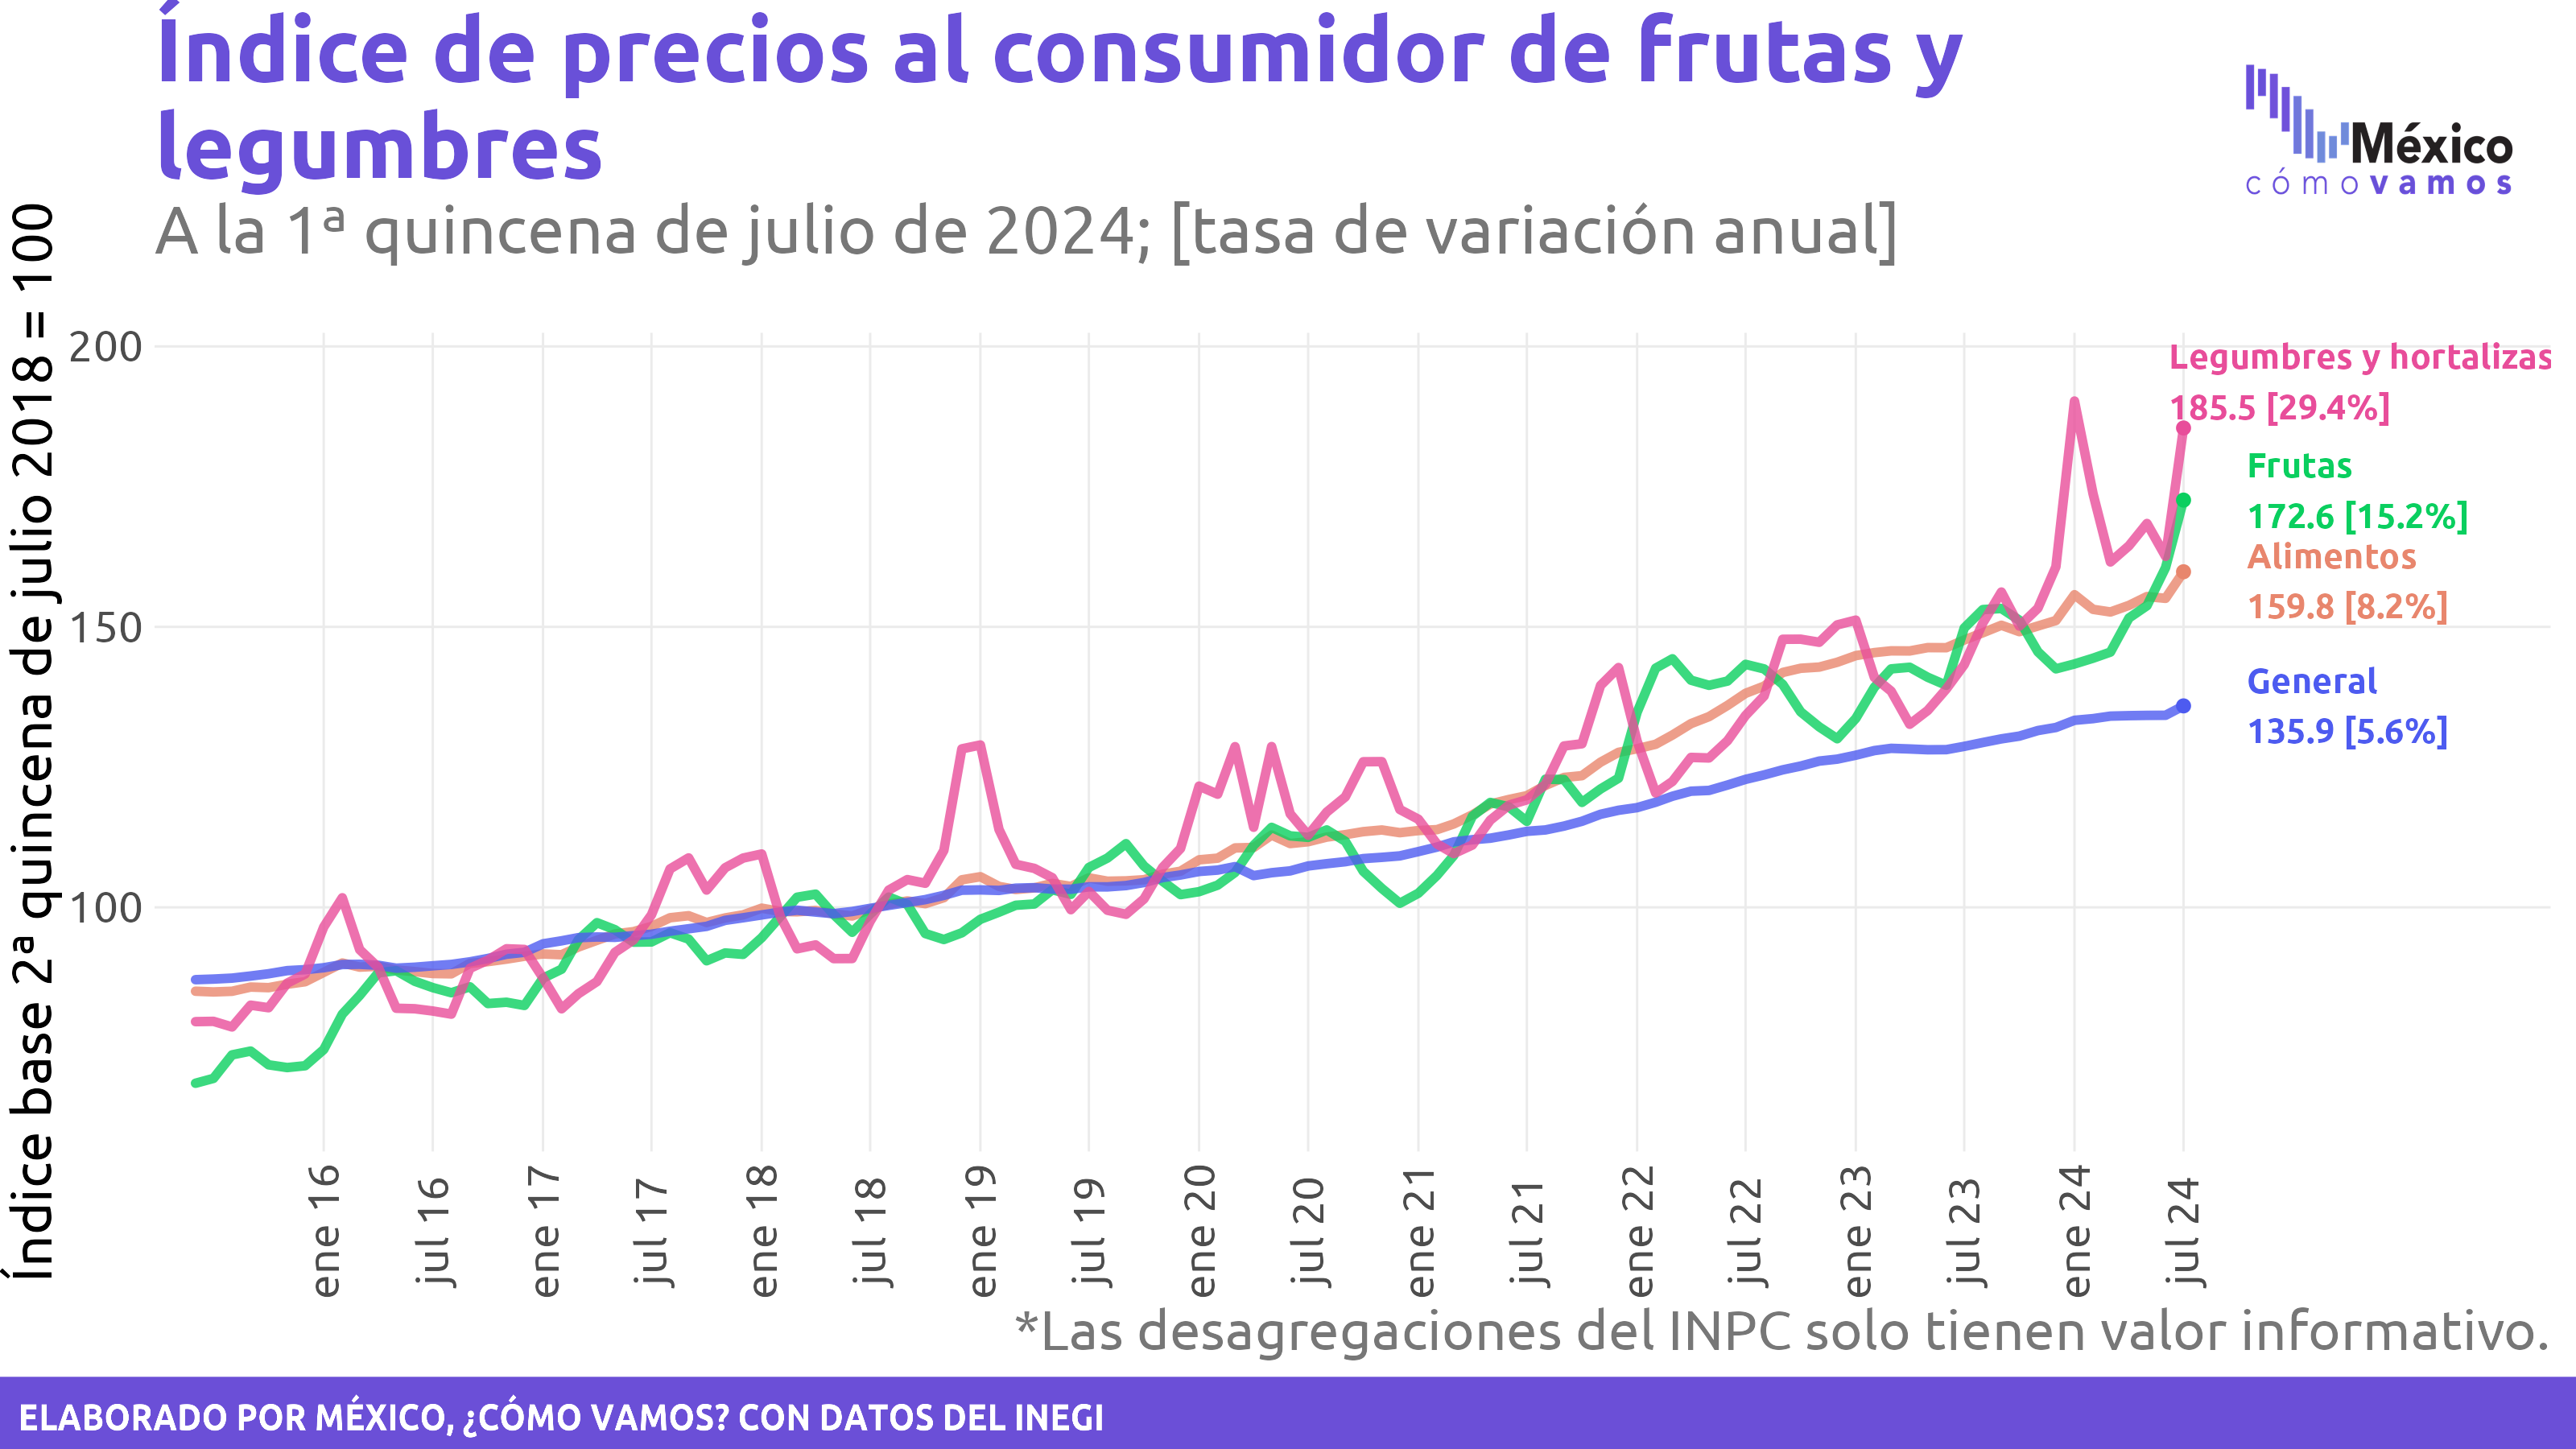 Índice de precios al consumidor de frutas y
legumbres
A la 1ª quincena de julio de 2024; [tasa de variación anual]
México
cómo vamos
Índice base 2ª quincena de julio 2018 = 100
200
150
100
Legumbres y hortalizas
185.5 [29.4%]
Frutas
172.6 [15.2%]
Alimentos
159.8 [8.2%]
General
135.9 [5.6%]
ene 16
jul 16
ene 17
jul 17
ene 18
jul 18
ene 19
jul 19
ene 20
jul 20
ene 21
jul 21
ene 22
jul 22
ene 23
jul 23
ene 24
jul 24
*Las desagregaciones del INPC solo tienen valor informativo.
ELABORADO POR MÉXICO, ¿CÓMO VAMOS? CON DATOS DEL INEGI